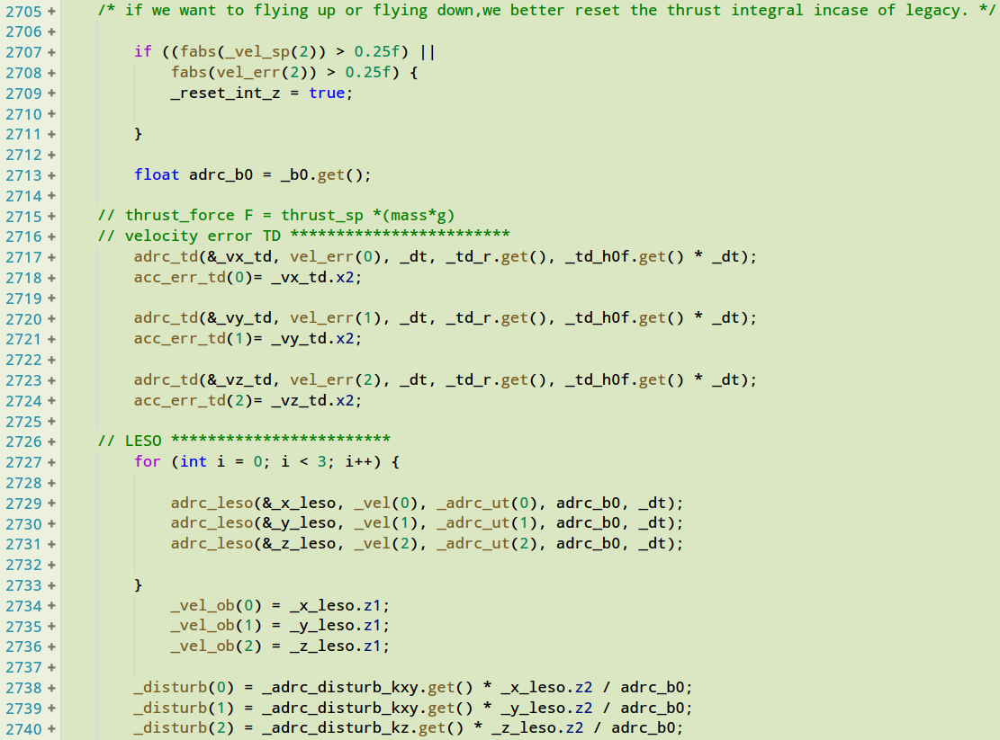 2705 + /* if we want to flying up or flying down,we better reset the thrust integral incase of legacy. */
2706 +
2707 + if ((fabs(_vel_sp(2)) > 0.25f) ||
2708 + fabs(vel_err(2)) > 0.25f) {
2709 + _reset_int_z = true;
2710 +
2711 + }
2712 +
2713 + float adrc_b0 = _b0.get();
2714 +
2715 + // thrust_force F = thrust_sp *(mass*g)
2716 + // velocity error TD ************************
2717 + adrc_td(&_vx_td, vel_err(0), _dt, _td_r.get(), _td_h0f.get() * _dt);
2718 + acc_err_td(0)= _vx_td.x2;
2719 +
2720 + adrc_td(&_vy_td, vel_err(1), _dt, _td_r.get(), _td_h0f.get() * _dt);
2721 + acc_err_td(1)= _vy_td.x2;
2722 +
2723 + adrc_td(&_vz_td, vel_err(2), _dt, _td_r.get(), _td_h0f.get() * _dt);
2724 + acc_err_td(2)= _vz_td.x2;
2725 +
2726 + // LESO ************************
2727 + for (int i = 0; i < 3; i++) {
2728 +
2729 + adrc_leso(&_x_leso, _vel(0), _adrc_ut(0), adrc_b0, _dt);
2730 + adrc_leso(&_y_leso, _vel(1), _adrc_ut(1), adrc_b0, _dt);
2731 + adrc_leso(&_z_leso, _vel(2), _adrc_ut(2), adrc_b0, _dt);
2732 +
2733 + }
2734 + _vel_ob(0) = _x_leso.z1;
2735 + _vel_ob(1) = _y_leso.z1;
2736 + _vel_ob(2) = _z_leso.z1;
2737 +
2738 + _disturb(0) = _adrc_disturb_kxy.get() * _x_leso.z2 / adrc_b0;
2739 + _disturb(1) = _adrc_disturb_kxy.get() * _y_leso.z2 / adrc_b0;
2740 + _disturb(2) = _adrc_disturb_kz.get() * _z_leso.z2 / adrc_b0;